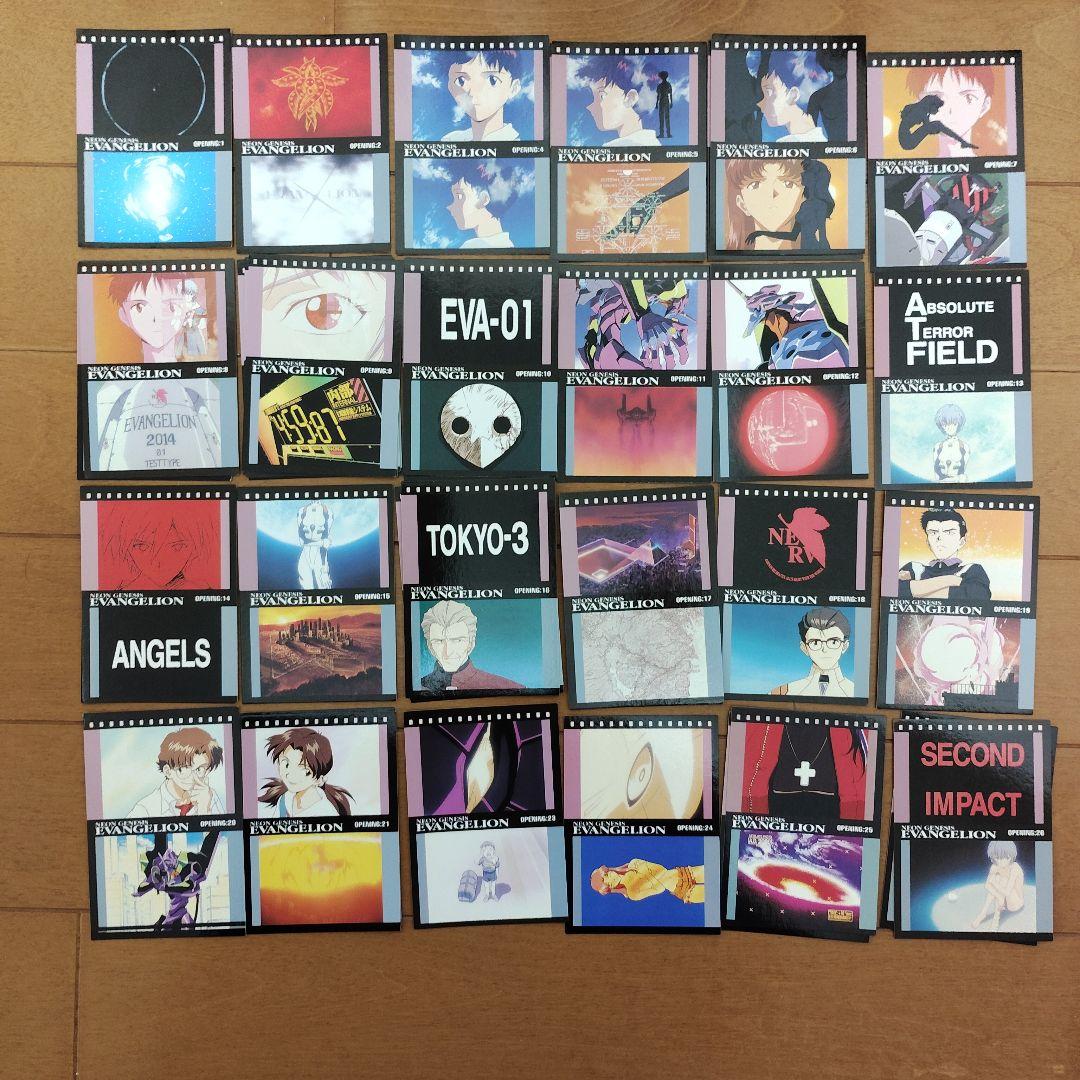 NEON GENESIS
EVANGELION OPENING:1
NEON GENESIS
EVANGELION OPENING:2
NEON GENESIS
EVANGELION OPENING:4
NEON GENESIS
EVANGELION OPENING:5
NEON GENESIS
EVANGELION OPENING:6
NEON GENESIS
EVANGELION OPENING:7
NEON GENESIS
EVANGELION OPENING:8
EVANGELION
2014
01
TESTTYPE
NEON GENESIS
EVANGELION OPENING:9
内部
EVA-01
NEON GENESIS
EVANGELION OPENING:10
NEON GENESIS
EVANGELION OPENING:11
NEON GENESIS
EVANGELION OPENING:12
ABSOLUTE
TERROR
FIELD
NEON GENESIS
EVANGELION OPENING:13
NEON GENESIS
EVANGELION OPENING:14
ANGELS
NEON GENESIS
EVANGELION OPENING:15
TOKYO-3
NEON GENESIS
EVANGELION OPENING:16
NEON GENESIS
EVANGELION OPENING:17
NERV
NEON GENESIS
EVANGELION OPENING:18
NEON GENESIS
EVANGELION OPENING:19
NEON GENESIS
EVANGELION OPENING:20
NEON GENESIS
EVANGELION OPENING:21
NEON GENESIS
EVANGELION OPENING:23
NEON GENESIS
EVANGELION OPENING:24
NEON GENESIS
EVANGELION OPENING:25
SECOND
IMPACT
NEON GENESIS
EVANGELION OPENING:26